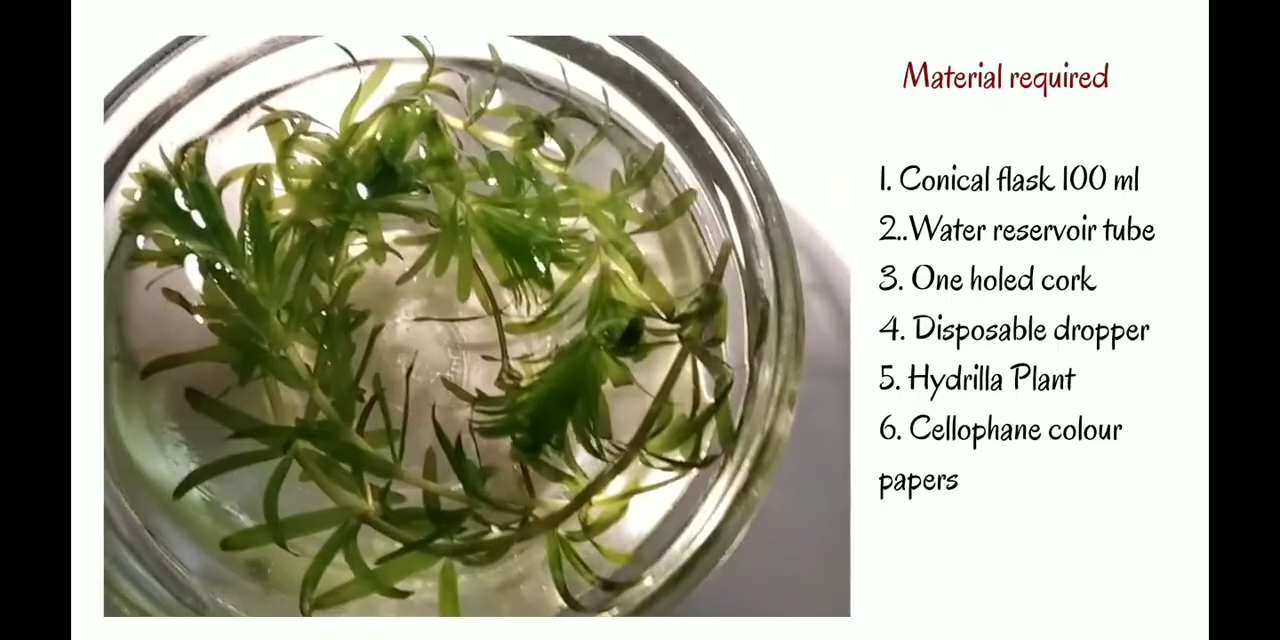 Material required
1. Conical flask 100 ml
2..Water reservoir tube
3. One holed cork
4. Disposable dropper
5. Hydrilla Plant
6. Cellophane colour
papers